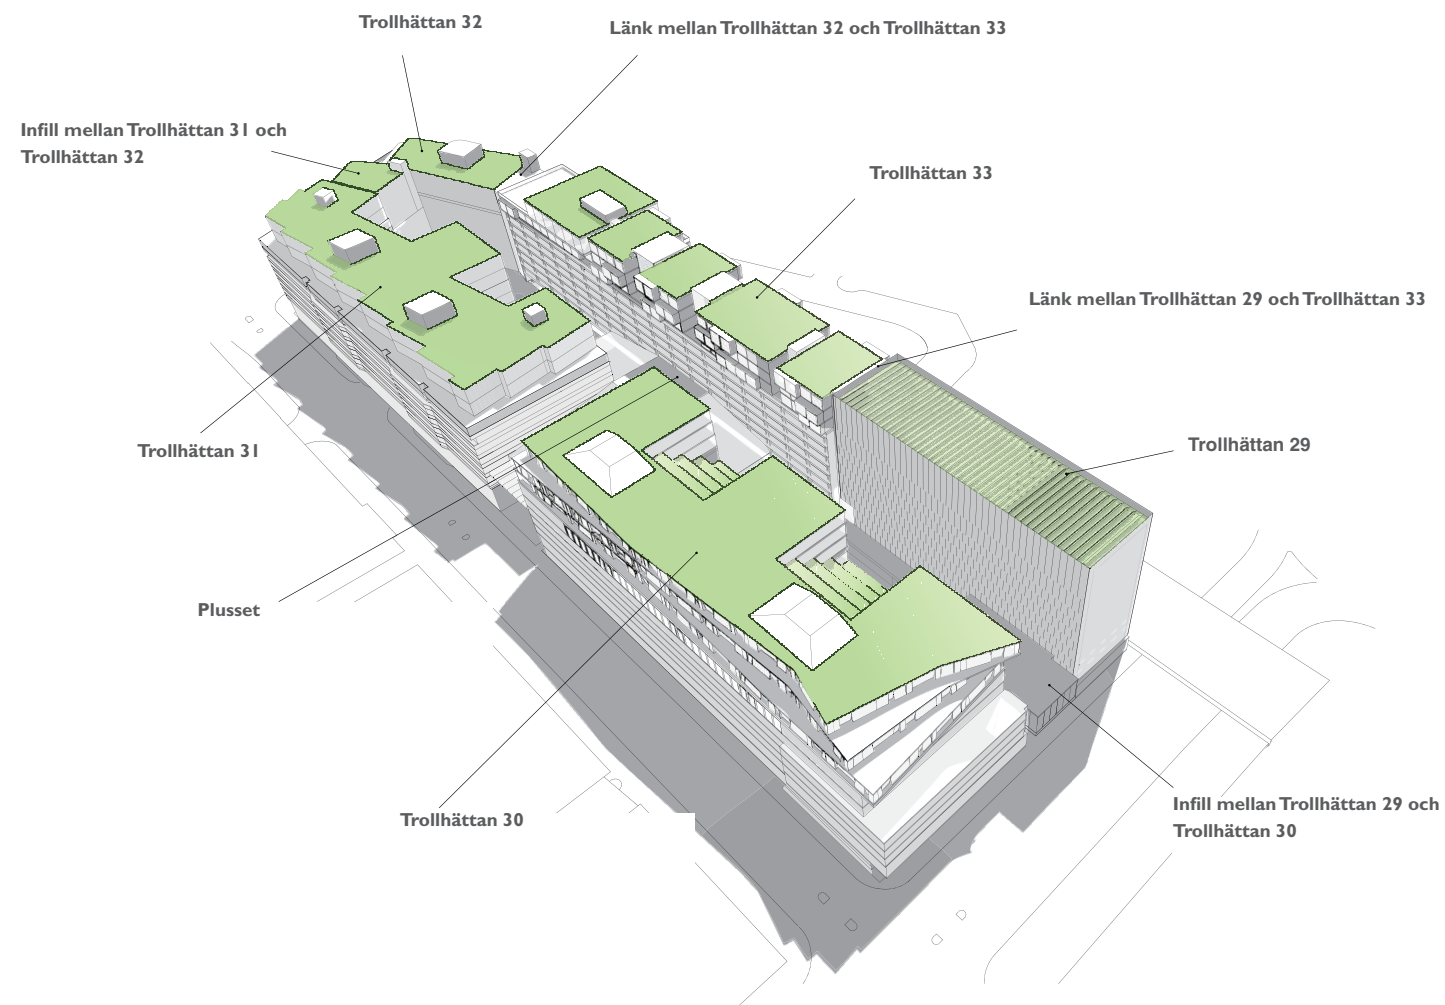 Trollhättan 32
Länk mellan Trollhättan 32 och Trollhättan 33
Infill mellan Trollhättan 31 och
Trollhättan 32
Trollhättan 33
Länk mellan Trollhättan 29 och Trollhättan 33
Trollhättan 31
Trollhättan 29
Plusset
Trollhättan 30
Infill mellan Trollhättan 29 och
Trollhättan 30